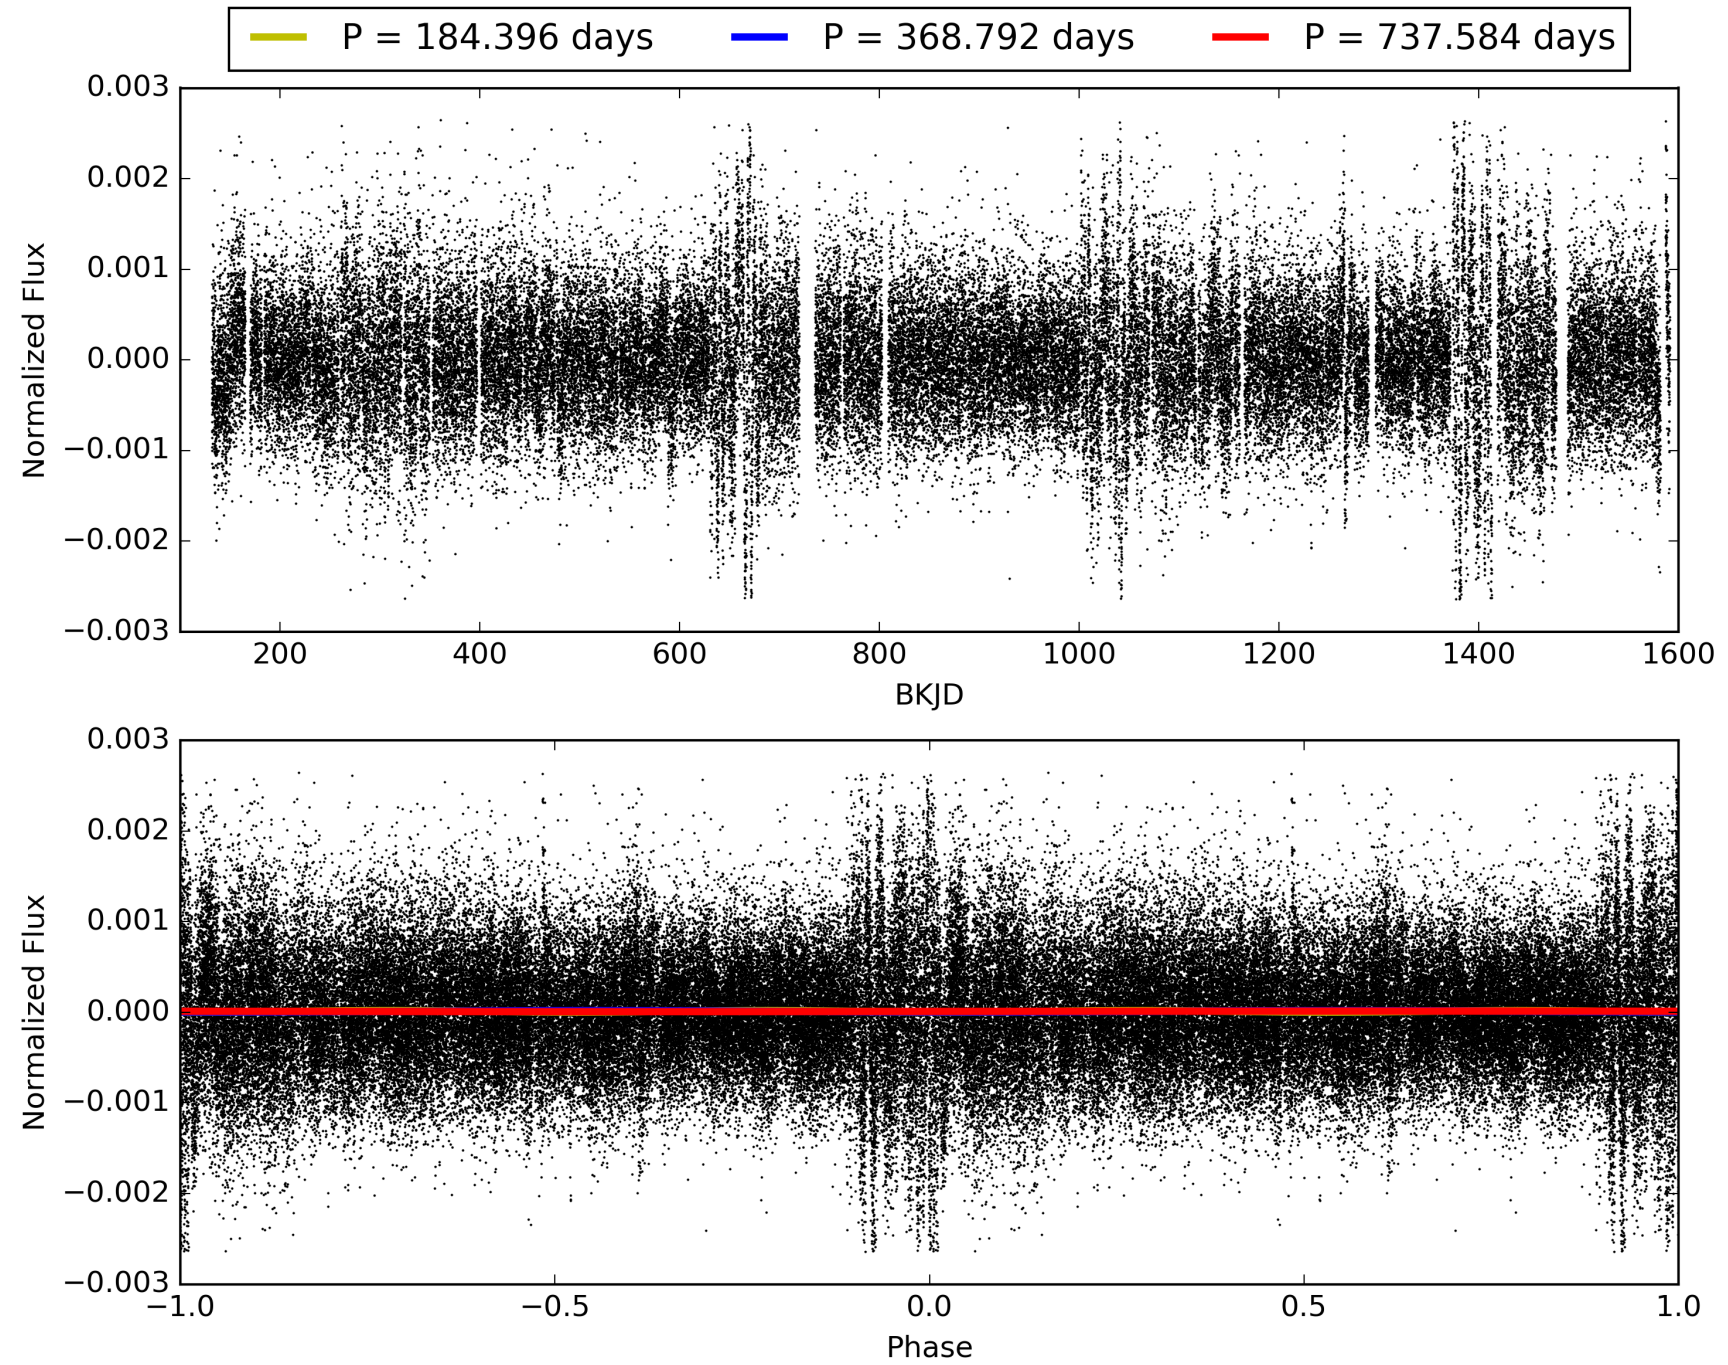 P = 184.396 days P = 368.792 days P = 737.584 days
0.003
0.002
0.001
0.000
−0.001
−0.002
−0.003
Normalized Flux
200 400 600 800 1000 1200 1400 1600
BKJD
0.003
0.002
0.001
0.000
−0.001
−0.002
−0.003
Normalized Flux
−1.0 −0.5 0.0 0.5 1.0
Phase